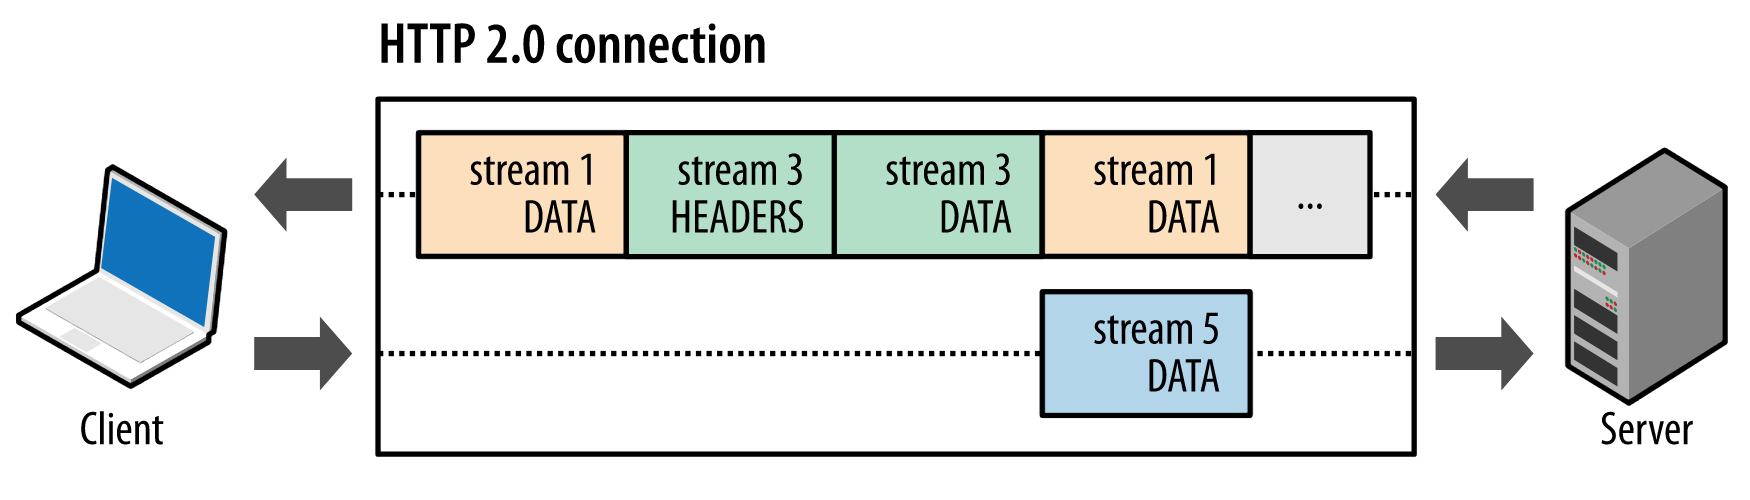 HTTP 2.0 connection
stream 1
DATA
stream 3
HEADERS
stream 3
DATA
stream 1
DATA
...
stream 5
DATA
Client
Server